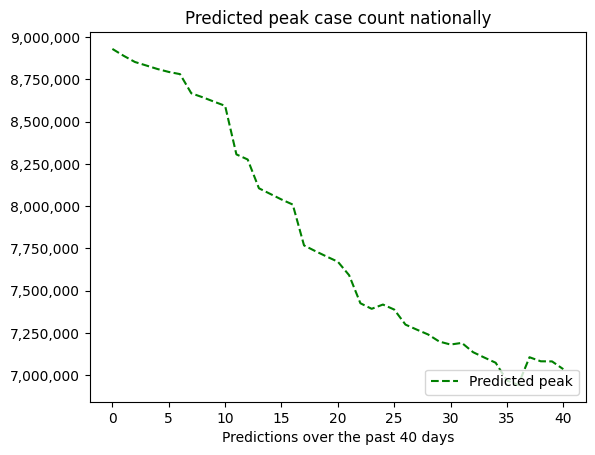 Predicted peak case count nationally
9,000,000
8,750,000
8,500,000
8,250,000
8,000,000
7,750,000
7,500,000
7,250,000
7,000,000
Predicted peak
0 5 10 15 20 25 30 35 40
Predictions over the past 40 days